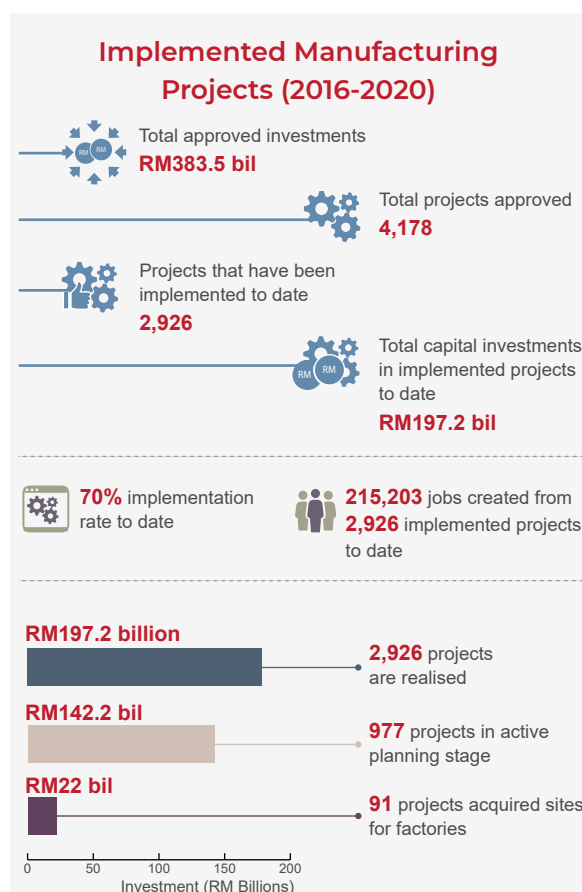 Implemented Manufacturing
Projects (2016-2020)
RM
RM
Total approved investments
RM383.5 bil
Total projects approved
4,178
Projects that have been
implemented to date
2,926
RM
RM
Total capital investments
in implemented projects
to date
RM197.2 bil
70% implementation
rate to date
215,203 jobs created from
2,926 implemented projects
to date
RM197.2 billion
2,926 projects
are realised
RM142.2 bil
977 projects in active
planning stage
RM22 bil
91 projects acquired sites
for factories
0 50 100 150 200
Investment (RM Billions)